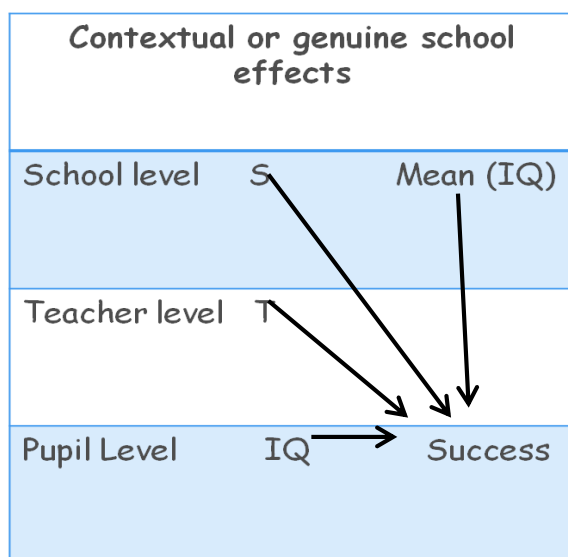 Contextual or genuine school
effects
School level S Mean (IQ)
Teacher level T
Pupil Level IQ Success